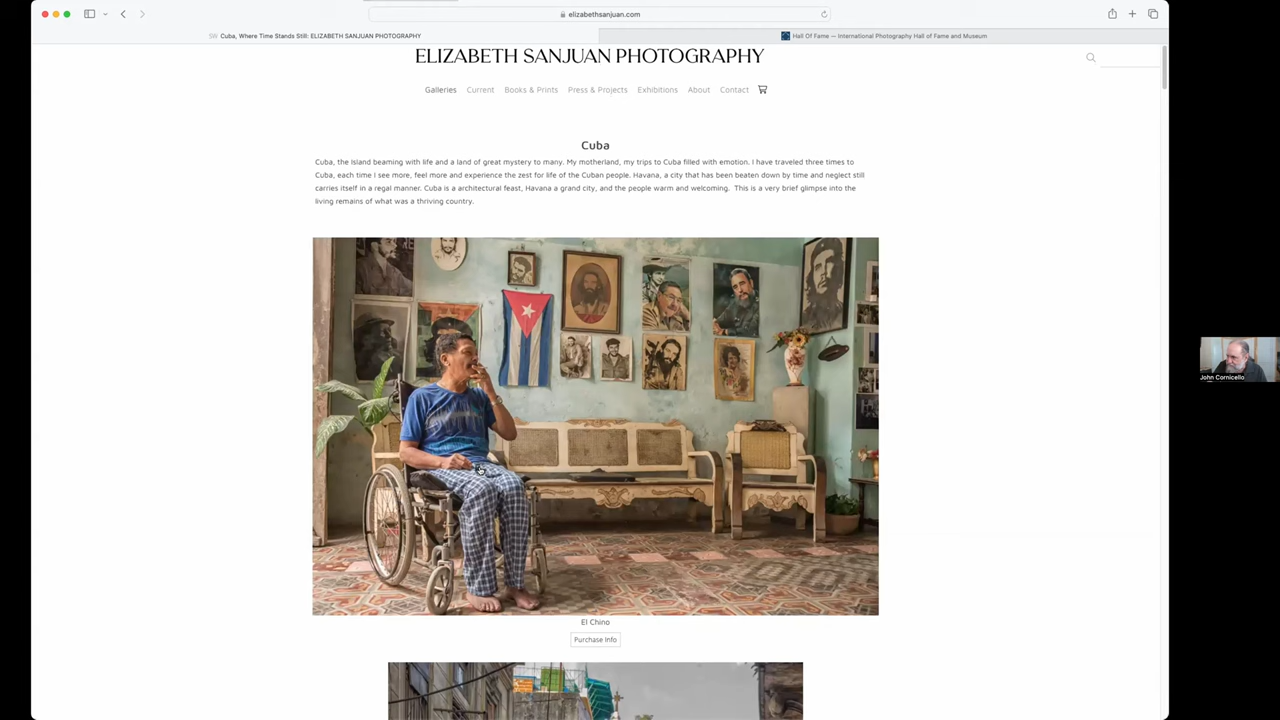 elizabethsanjuan.com
SW Cuba, Where Time Stands Still: ELIZABETH SANJUAN PHOTOGRAPHY
Hall Of Fame — International Photography Hall of Fame and Museum
ELIZABETH SANJUAN PHOTOGRAPHY
Galleries Current Books & Prints Press & Projects Exhibitions About Contact
Cuba
Cuba, the Island beaming with life and a land of great mystery to many. My motherland, my trips to Cuba filled with emotion. I have traveled three times to
Cuba, each time I see more, feel more and experience the zest for life of the Cuban people. Havana, a city that has been beaten down by time and neglect still
carries itself in a regal manner. Cuba is a architectural feast, Havana a grand city, and the people warm and welcoming. This is a very brief glimpse into the
living remains of what was a thriving country.
John Cornicello
El Chino
Purchase Info